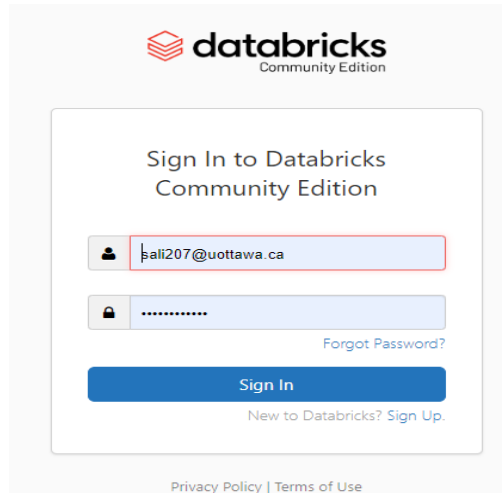 databricks
Community Edition
Sign In to Databricks
Community Edition
sali207@uottawa.ca
••••••••••••
Forgot Password?
Sign In
New to Databricks? Sign Up.
Privacy Policy | Terms of Use